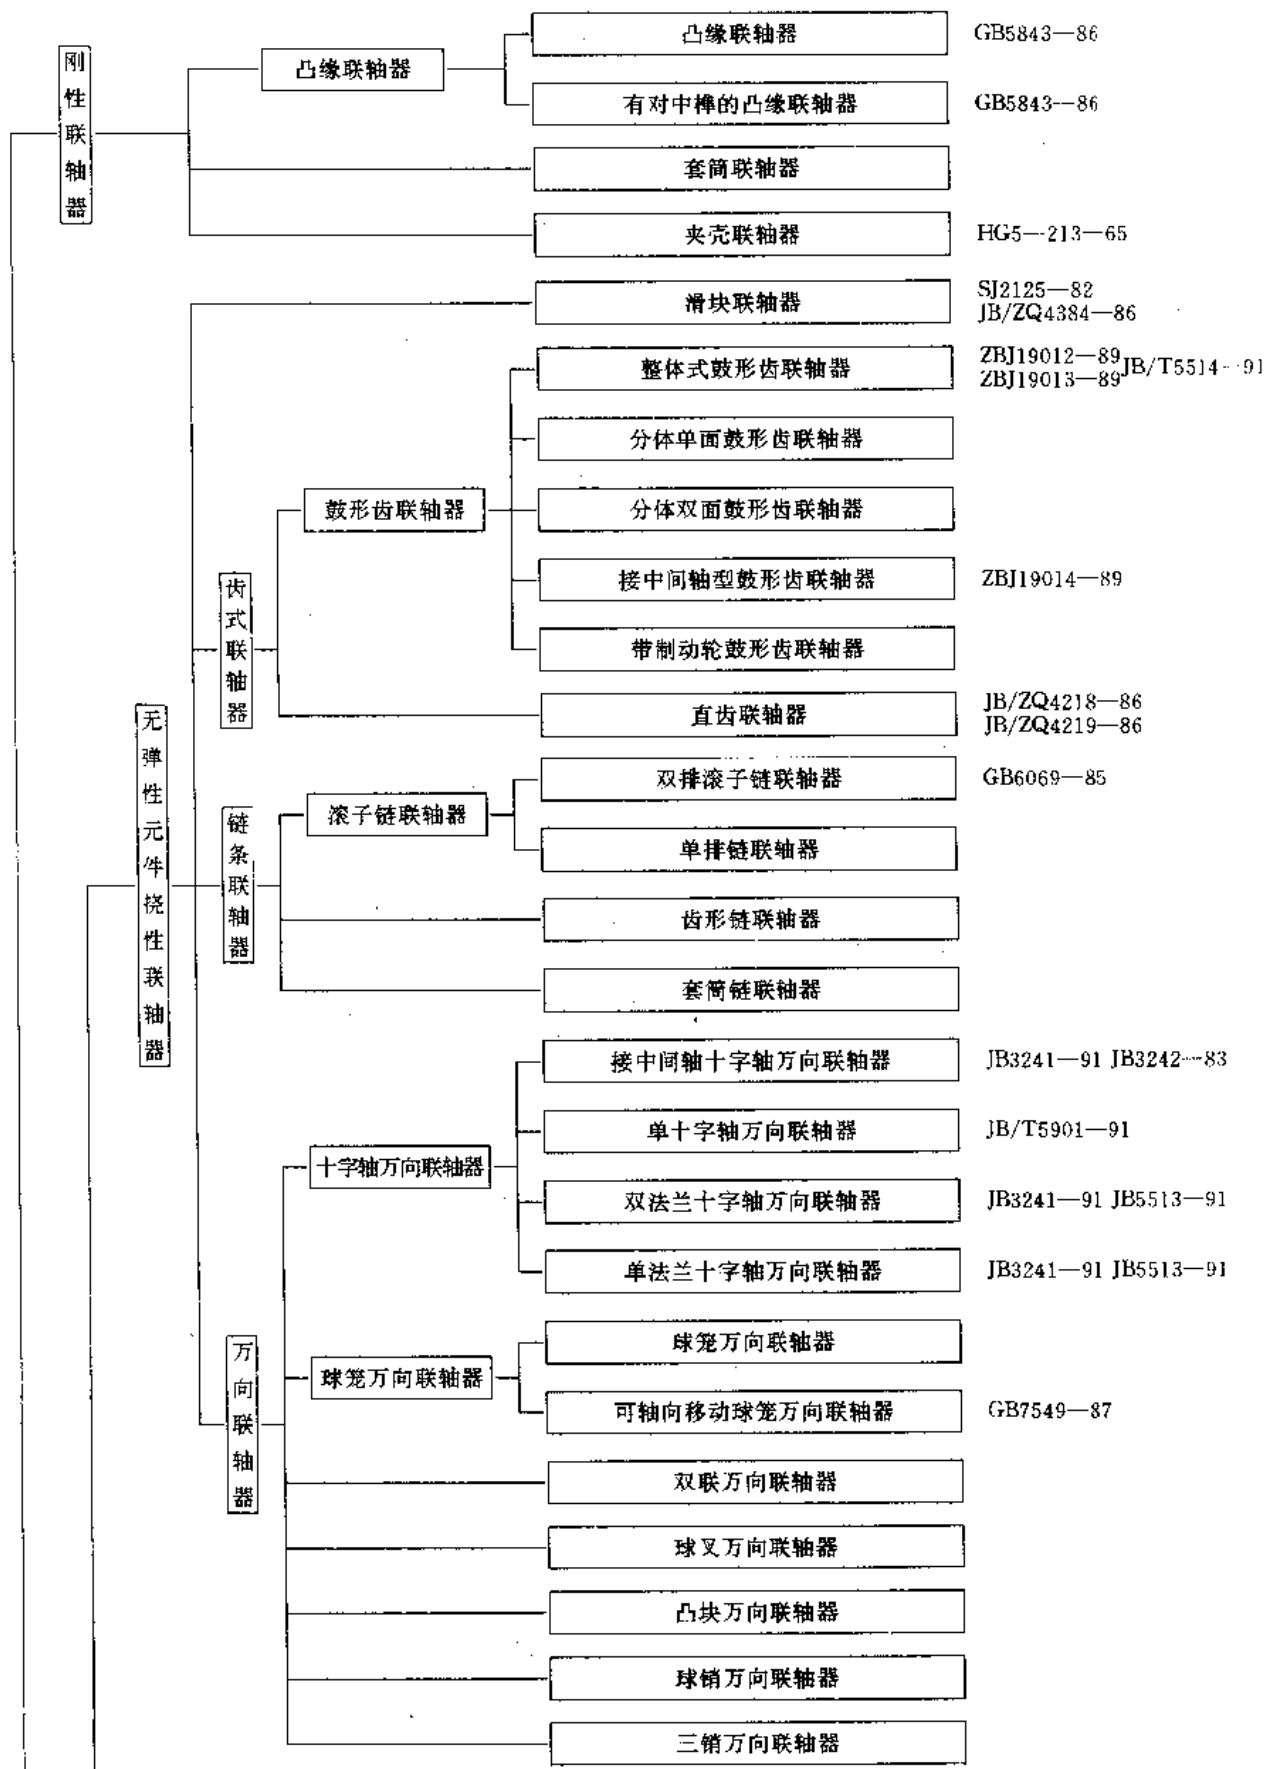 刚性联轴器
凸缘联轴器
凸缘联轴器 GB5843—86
有对中榫的凸缘联轴器 GB5843—86
套筒联轴器
夹壳联轴器 HG5—213—65
无弹性元件挠性联轴器
滑块联轴器 SJ2125—82
JB/ZQ4384—86
齿式联轴器
鼓形齿联轴器
整体式鼓形齿联轴器 ZBJ19012—89 JB/T5514—91
ZBJ19013—89
分体单面鼓形齿联轴器
分体双面鼓形齿联轴器
接中间轴型鼓形齿联轴器 ZBJ19014—89
带制动轮鼓形齿联轴器
直齿联轴器 JB/ZQ4218—86
JB/ZQ4219—86
链条联轴器
滚子链联轴器
双排滚子链联轴器 GB6069—85
单排链联轴器
齿形链联轴器
套筒链联轴器
万向联轴器
十字轴万向联轴器
接中间轴十字轴万向联轴器 JB3241—91 JB3242—83
单十字轴万向联轴器 JB/T5901—91
双法兰十字轴万向联轴器 JB3241—91 JB5513—91
单法兰十字轴万向联轴器 JB3241—91 JB5513—91
球笼万向联轴器
球笼万向联轴器
可轴向移动球笼万向联轴器 GB7549—87
双联万向联轴器
球叉万向联轴器
凸块万向联轴器
球销万向联轴器
三销万向联轴器